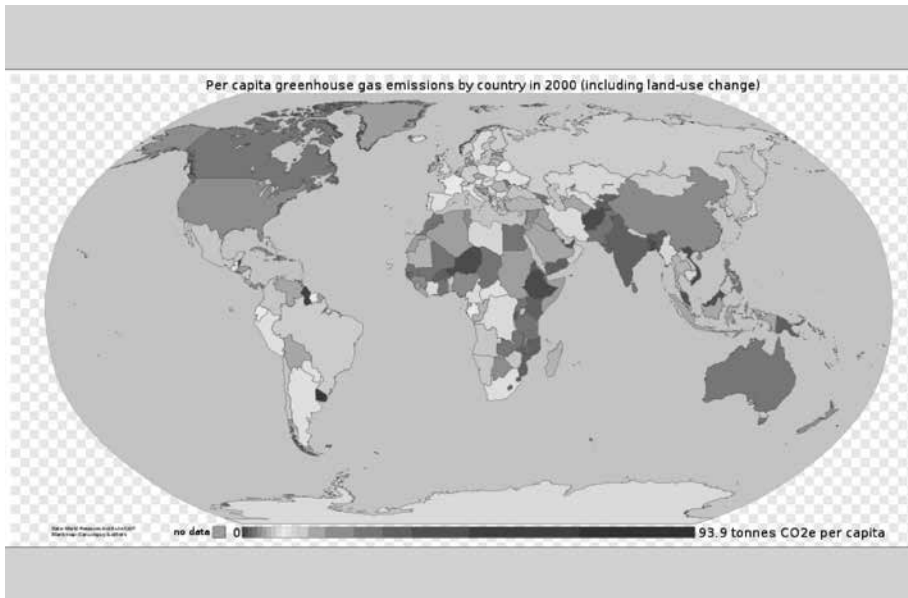 Per capita greenhouse gas emissions by country in 2000 (including land-use change)
no data
0
93.9 tonnes CO2e per capita